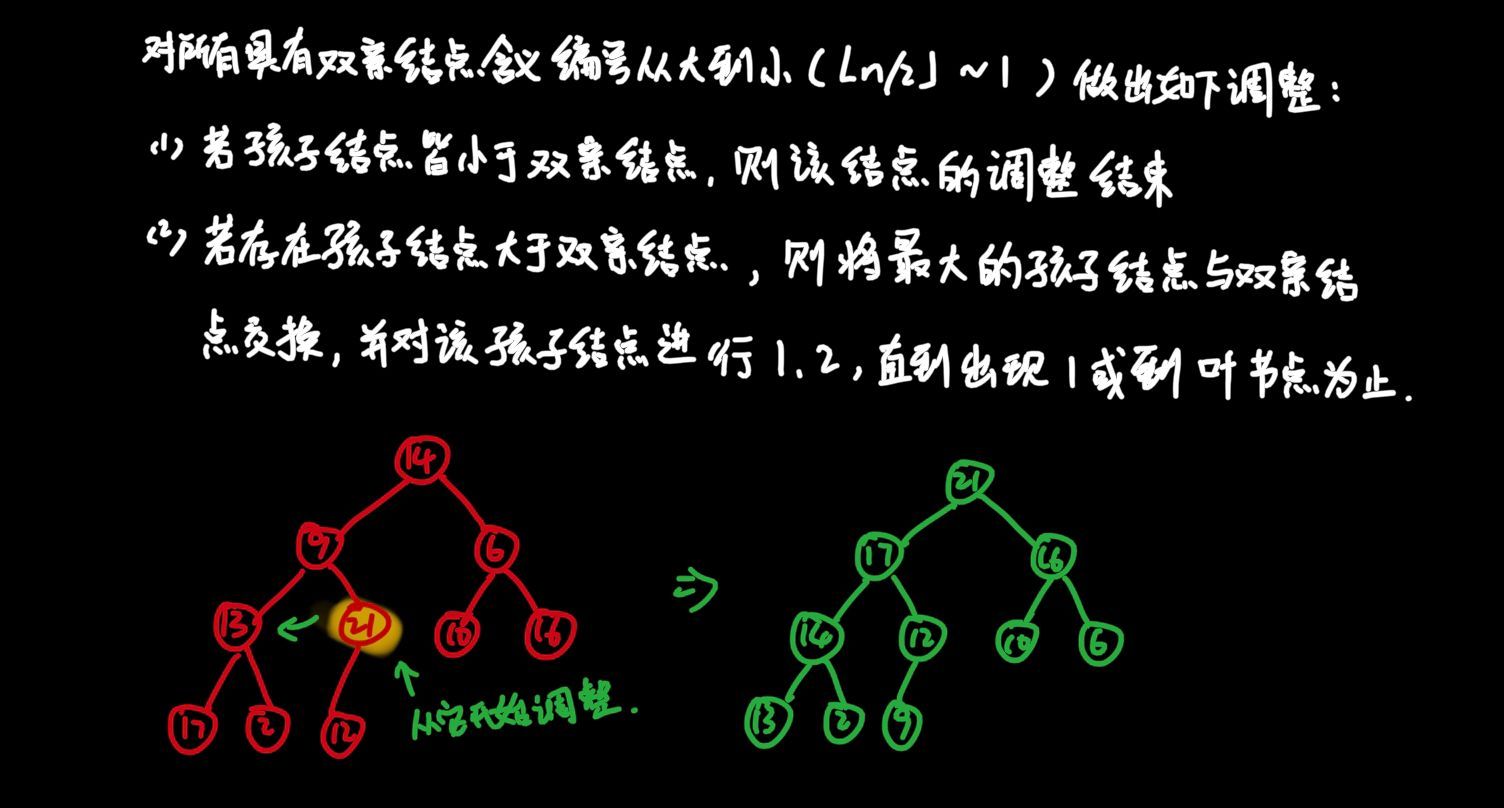 对所有具有双亲结点含义编号从大到小(⌊n/2⌋~1)做出如下调整:
(1) 若孩子结点皆小于双亲结点,则该结点的调整结束
(2) 若存在孩子结点大于双亲结点,则将最大的孩子结点与双亲结
点交换,并对该孩子结点进行1、2,直到出现1或到叶节点为止.
14
9 6
13 21 10 16
17 2 12
从它开始调整.
⇒
21
17 16
14 12 10 6
13 2 9